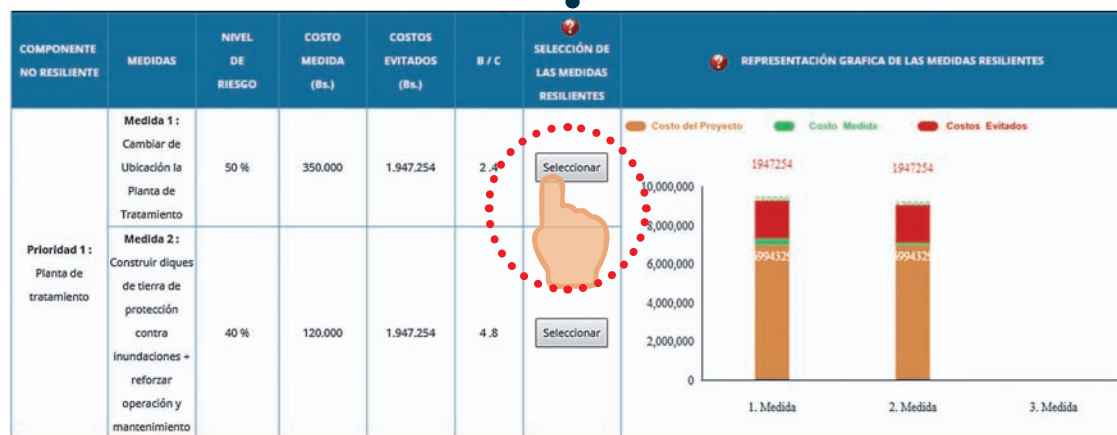 COMPONENTE
NO RESILIENTE
MEDIDAS
NIVEL
DE
RIESGO
COSTO
MEDIDA
(Bs.)
COSTOS
EVITADOS
(Bs.)
B / C
?
SELECCIÓN DE
LAS MEDIDAS
RESILIENTES
? REPRESENTACIÓN GRAFICA DE LAS MEDIDAS RESILIENTES
Prioridad 1 :
Planta de
tratamiento
Medida 1 :
Cambiar de
Ubicación la
Planta de
Tratamiento
50 %
350.000
1.947.254
2 .4
Seleccionar
Medida 2 :
Construir diques
de tierra de
protección
contra
inundaciones +
reforzar
operación y
mantenimiento
40 %
120.000
1.947.254
4 .8
Seleccionar
Costo del Proyecto Costo Medida Costos Evitados
1947254 1947254
10,000,000
8,000,000
6,000,000
4,000,000
2,000,000
0
1. Medida 2. Medida 3. Medida